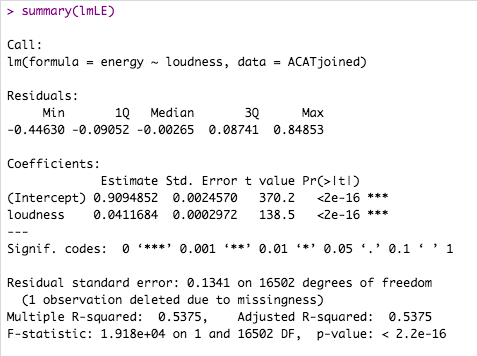 > summary(lmLE)

Call:
lm(formula = energy ~ loudness, data = ACATjoined)

Residuals:
     Min       1Q   Median       3Q      Max
-0.44630 -0.09052 -0.00265  0.08741  0.84853

Coefficients:
             Estimate Std. Error t value Pr(>|t|)
(Intercept) 0.9094852  0.0024570   370.2   <2e-16 ***
loudness    0.0411684  0.0002972   138.5   <2e-16 ***
---
Signif. codes:  0 ‘***’ 0.001 ‘**’ 0.01 ‘*’ 0.05 ‘.’ 0.1 ‘ ’ 1

Residual standard error: 0.1341 on 16502 degrees of freedom
  (1 observation deleted due to missingness)
Multiple R-squared:  0.5375,    Adjusted R-squared:  0.5375
F-statistic: 1.918e+04 on 1 and 16502 DF,  p-value: < 2.2e-16